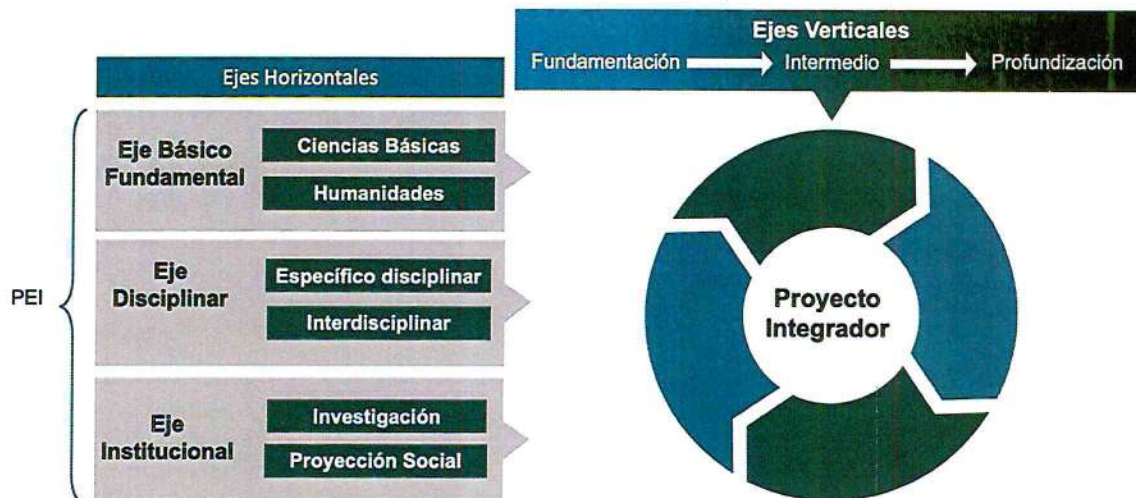 Ejes Verticales
Fundamentación Intermedio Profundización
Ejes Horizontales
PEI
Eje Básico
Fundamental
Ciencias Básicas
Humanidades
Eje
Disciplinar
Específico disciplinar
Interdisciplinar
Eje
Institucional
Investigación
Proyección Social
Proyecto
Integrador